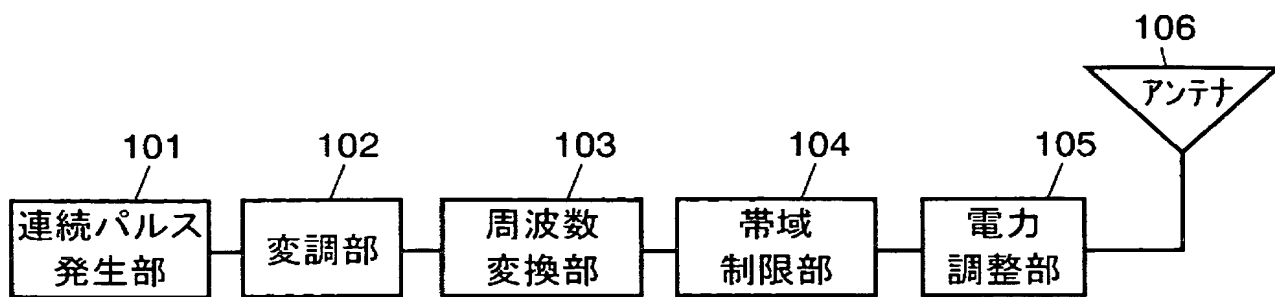 106
アンテナ
101
102
103
104
105
連続パルス
発生部
変調部
周波数
変換部
帯域
制限部
電力
調整部